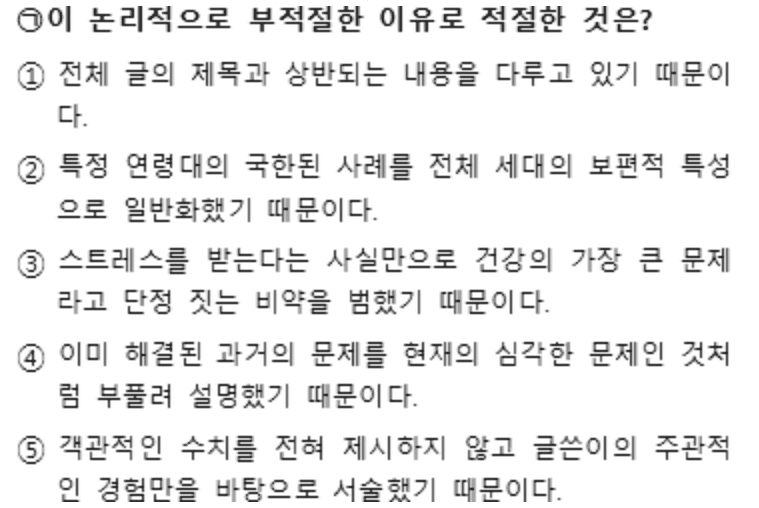 ㉠이 논리적으로 부적절한 이유로 적절한 것은?
① 전체 글의 제목과 상반되는 내용을 다루고 있기 때문이
다.
② 특정 연령대의 국한된 사례를 전체 세대의 보편적 특성
으로 일반화했기 때문이다.
③ 스트레스를 받는다는 사실만으로 건강의 가장 큰 문제
라고 단정 짓는 비약을 범했기 때문이다.
④ 이미 해결된 과거의 문제를 현재의 심각한 문제인 것처
럼 부풀려 설명했기 때문이다.
⑤ 객관적인 수치를 전혀 제시하지 않고 글쓴이의 주관적
인 경험만을 바탕으로 서술했기 때문이다.